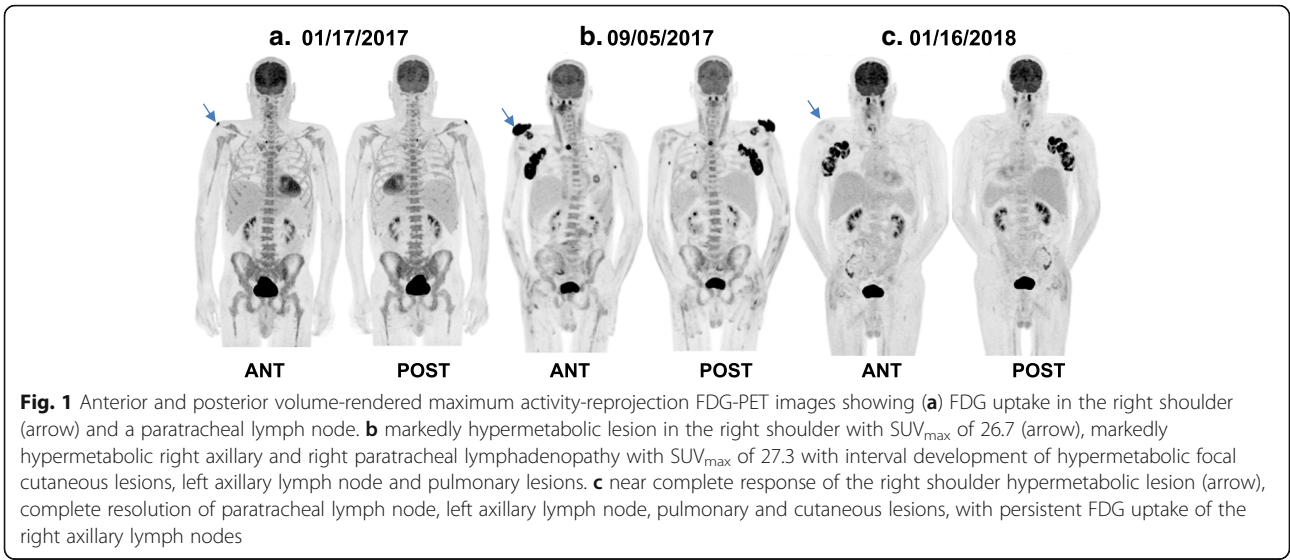 a. 01/17/2017
b. 09/05/2017
c. 01/16/2018
ANT
POST
ANT
POST
ANT
POST
Fig. 1 Anterior and posterior volume-rendered maximum activity-reprojection FDG-PET images showing (a) FDG uptake in the right shoulder
(arrow) and a paratracheal lymph node. b markedly hypermetabolic lesion in the right shoulder with SUVmax of 26.7 (arrow), markedly
hypermetabolic right axillary and right paratracheal lymphadenopathy with SUVmax of 27.3 with interval development of hypermetabolic focal
cutaneous lesions, left axillary lymph node and pulmonary lesions. c near complete response of the right shoulder hypermetabolic lesion (arrow),
complete resolution of paratracheal lymph node, left axillary lymph node, pulmonary and cutaneous lesions, with persistent FDG uptake of the
right axillary lymph nodes